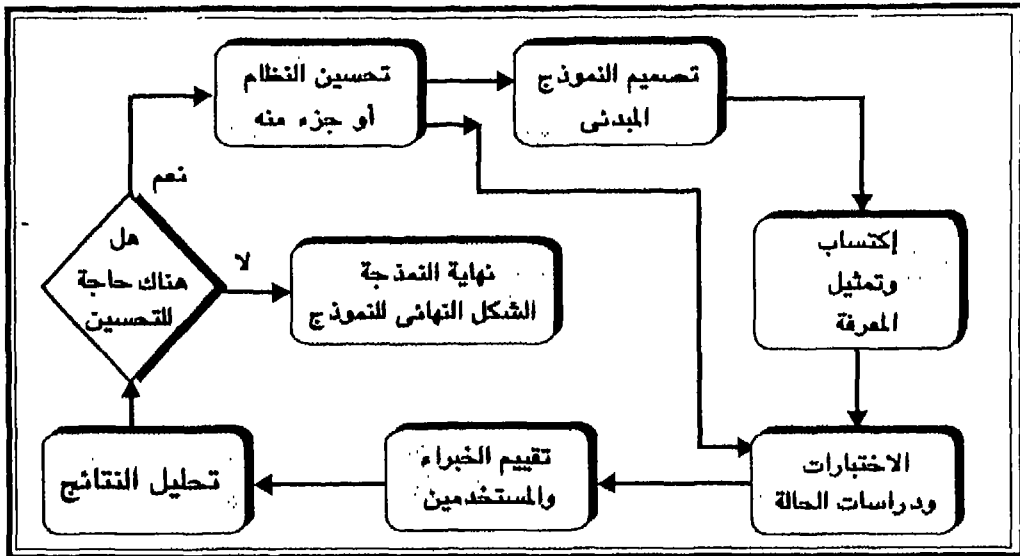 تحسين النظام
أو جزء منه
تصميم النموذج
المبدئى
نعم
هل
هناك حاجة
للتحسين
لا
نهاية النمذجة
الشكل النهائى للنموذج
إكتساب
وتمثيل
المعرفة
الاختبارات
ودراسات الحالة
تقييم الخبراء
والمستخدمين
تحليل النتائج